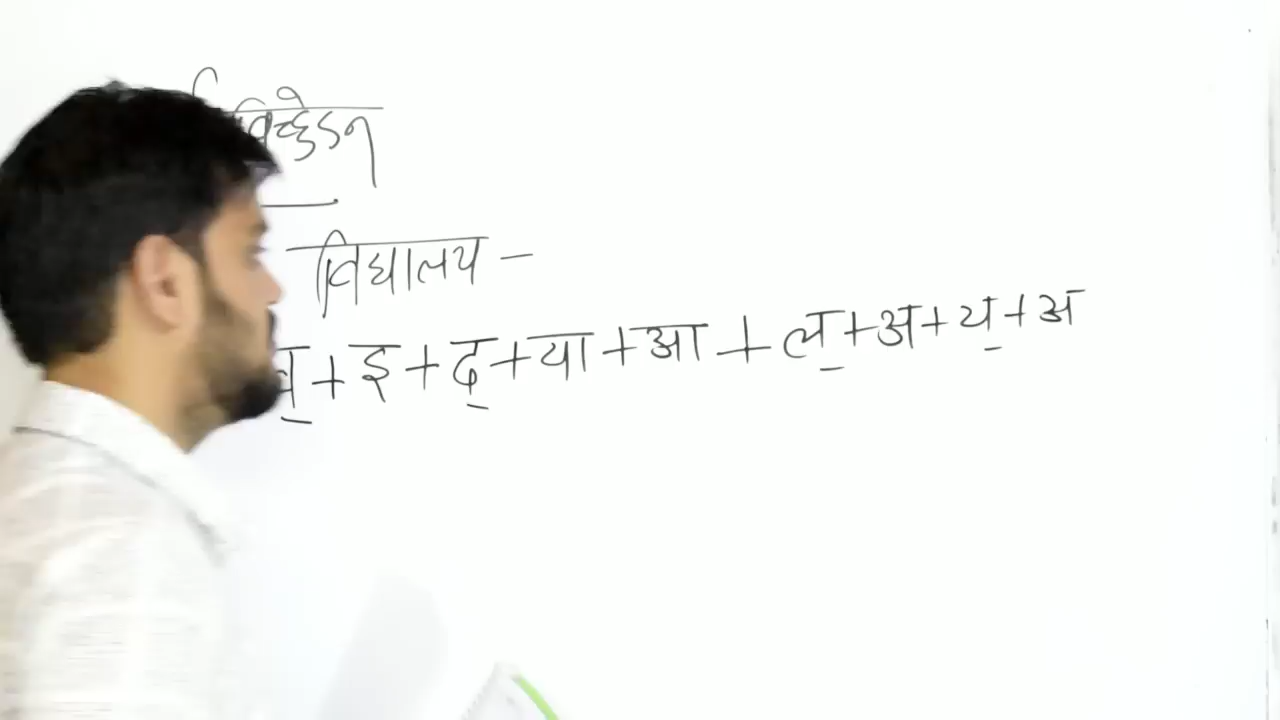 विद्यालय –
व् + इ + द् + या + आ + ल् + अ + य् + अ